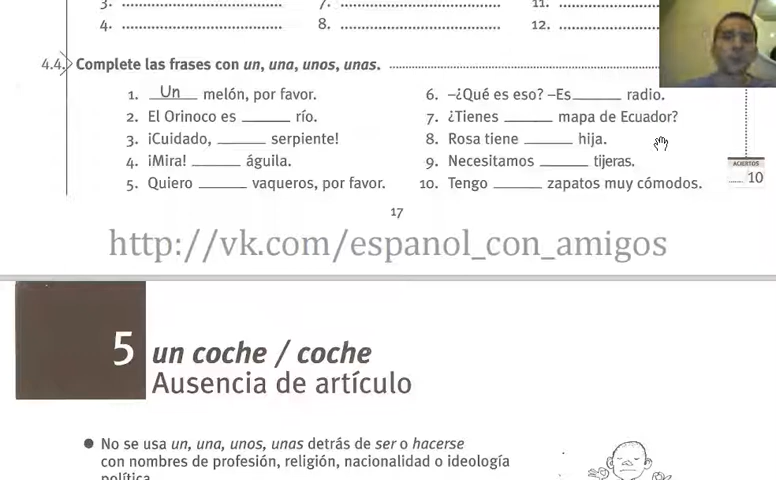 3. 7. 11.
4. 8. 12.
4.4. Complete las frases con un, una, unos, unas.
1. Un melón, por favor.
2. El Orinoco es ______ río.
3. ¡Cuidado, ______ serpiente!
4. ¡Mira! ______ águila.
5. Quiero ______ vaqueros, por favor.
6. –¿Qué es eso? –Es______ radio.
7. ¿Tienes ______ mapa de Ecuador?
8. Rosa tiene ______ hija.
9. Necesitamos ______ tijeras.
10. Tengo ______ zapatos muy cómodos.
ACIERTOS
10
17
http://vk.com/espanol_con_amigos
5 un coche / coche
Ausencia de artículo
● No se usa un, una, unos, unas detrás de ser o hacerse
con nombres de profesión, religión, nacionalidad o ideología
política